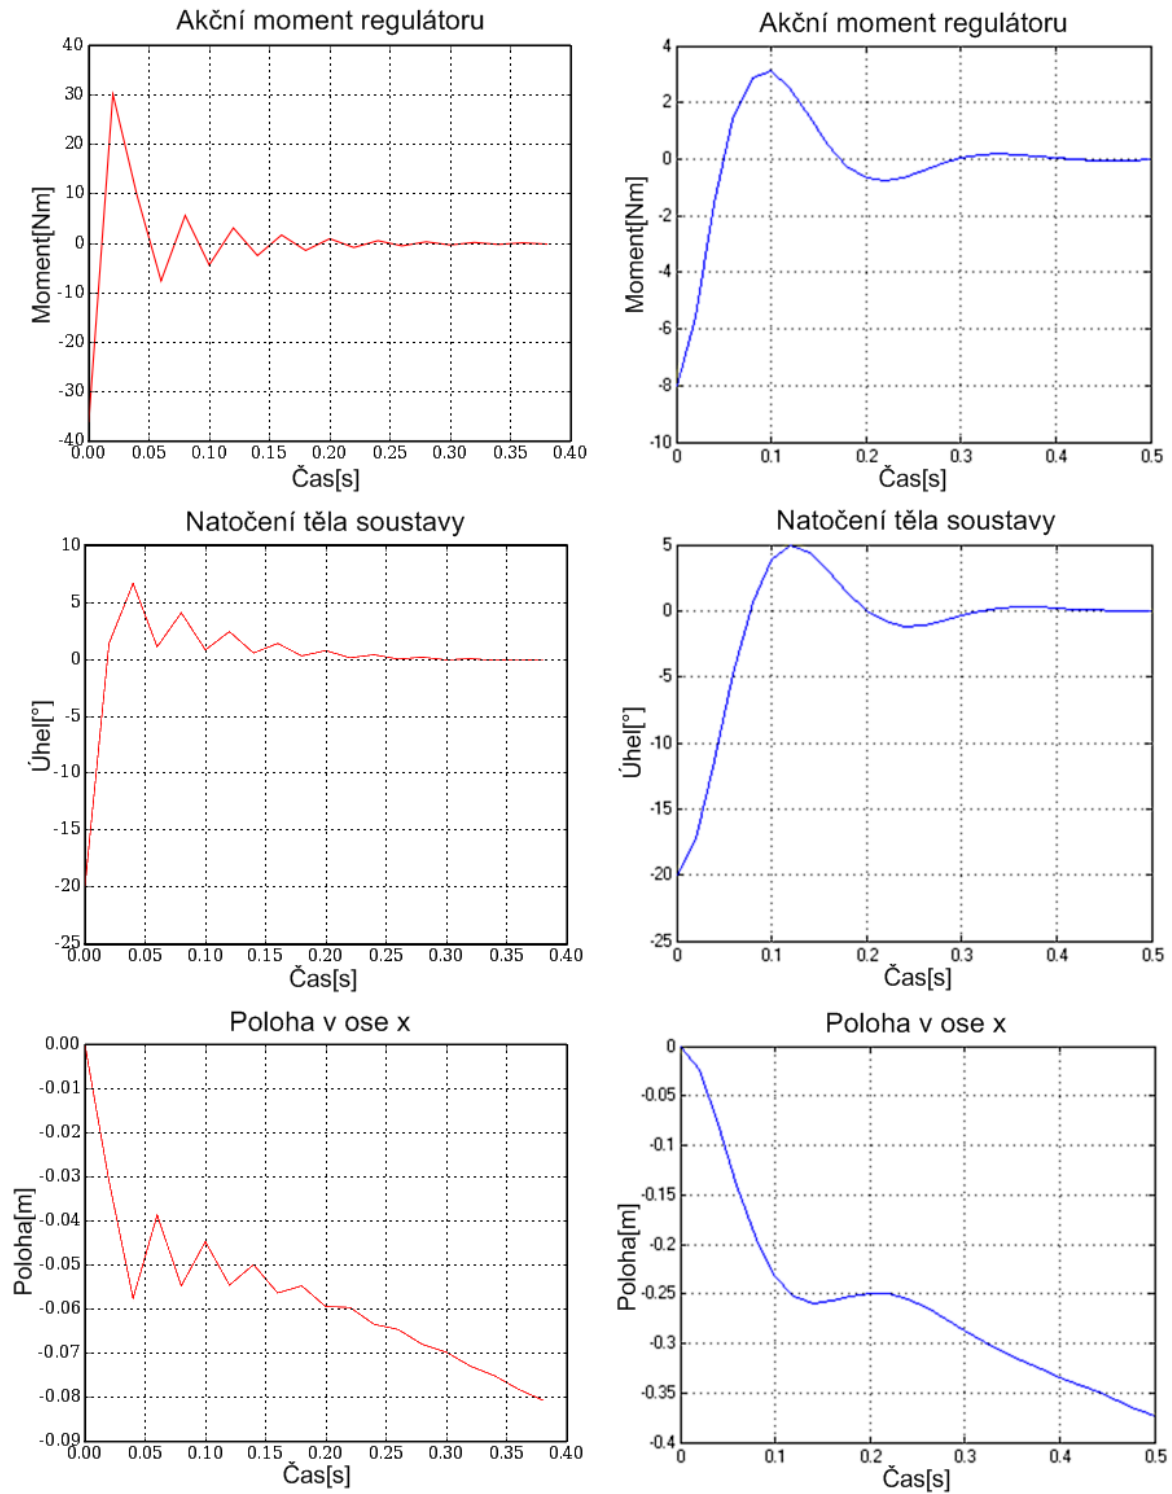 Akční moment regulátoru
40
30
20
10
0
-10
-20
-30
-40
Moment[Nm]
0.00 0.05 0.10 0.15 0.20 0.25 0.30 0.35 0.40
Čas[s]
Akční moment regulátoru
4
2
0
-2
-4
-6
-8
-10
Moment[Nm]
0 0.1 0.2 0.3 0.4 0.5
Čas[s]
Natočení těla soustavy
10
5
0
-5
-10
-15
-20
-25
Úhel[°]
0.00 0.05 0.10 0.15 0.20 0.25 0.30 0.35 0.40
Čas[s]
Natočení těla soustavy
5
0
-5
-10
-15
-20
-25
Úhel[°]
0 0.1 0.2 0.3 0.4 0.5
Čas[s]
Poloha v ose x
0.00
-0.01
-0.02
-0.03
-0.04
-0.05
-0.06
-0.07
-0.08
-0.09
Poloha[m]
0.00 0.05 0.10 0.15 0.20 0.25 0.30 0.35 0.40
Čas[s]
Poloha v ose x
0
-0.05
-0.1
-0.15
-0.2
-0.25
-0.3
-0.35
-0.4
Poloha[m]
0 0.1 0.2 0.3 0.4 0.5
Čas[s]